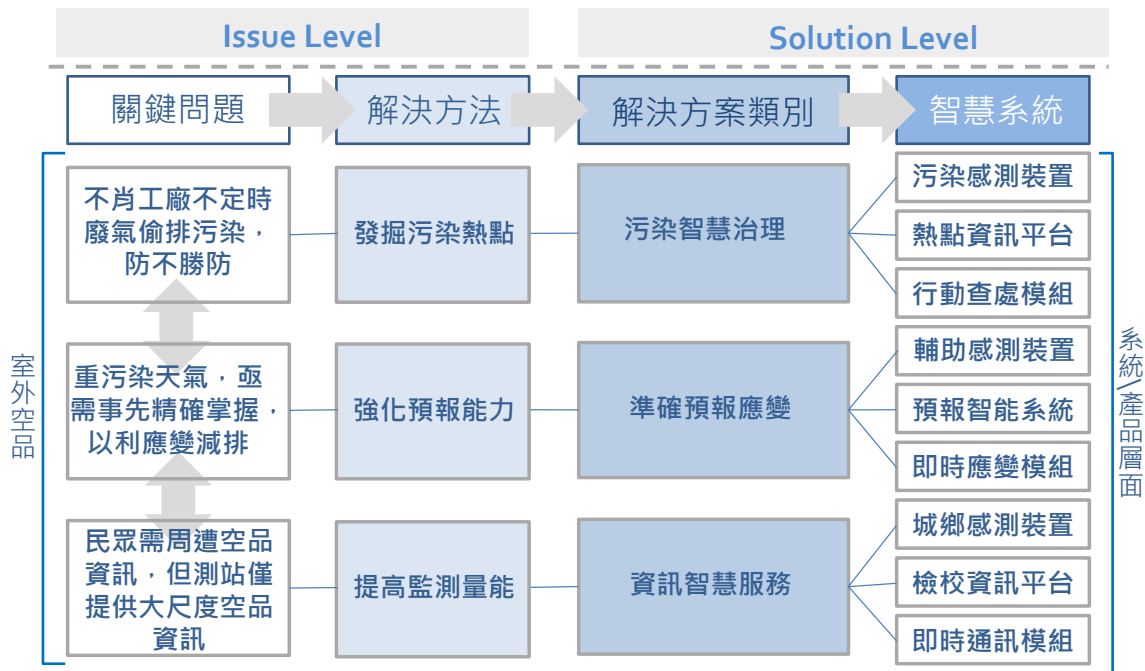 Issue Level
Solution Level
關鍵問題
解決方法
解決方案類別
智慧系統
室外空品
不肖工廠不定時
廢氣偷排污染，
防不勝防
發掘污染熱點
污染智慧治理
污染感測裝置
熱點資訊平台
行動查處模組
重污染天氣，亟
需事先精確掌握，
以利應變減排
強化預報能力
準確預報應變
輔助感測裝置
預報智能系統
即時應變模組
民眾需周遭空品
資訊，但測站僅
提供大尺度空品
資訊
提高監測量能
資訊智慧服務
城鄉感測裝置
檢校資訊平台
即時通訊模組
系統/產品層面